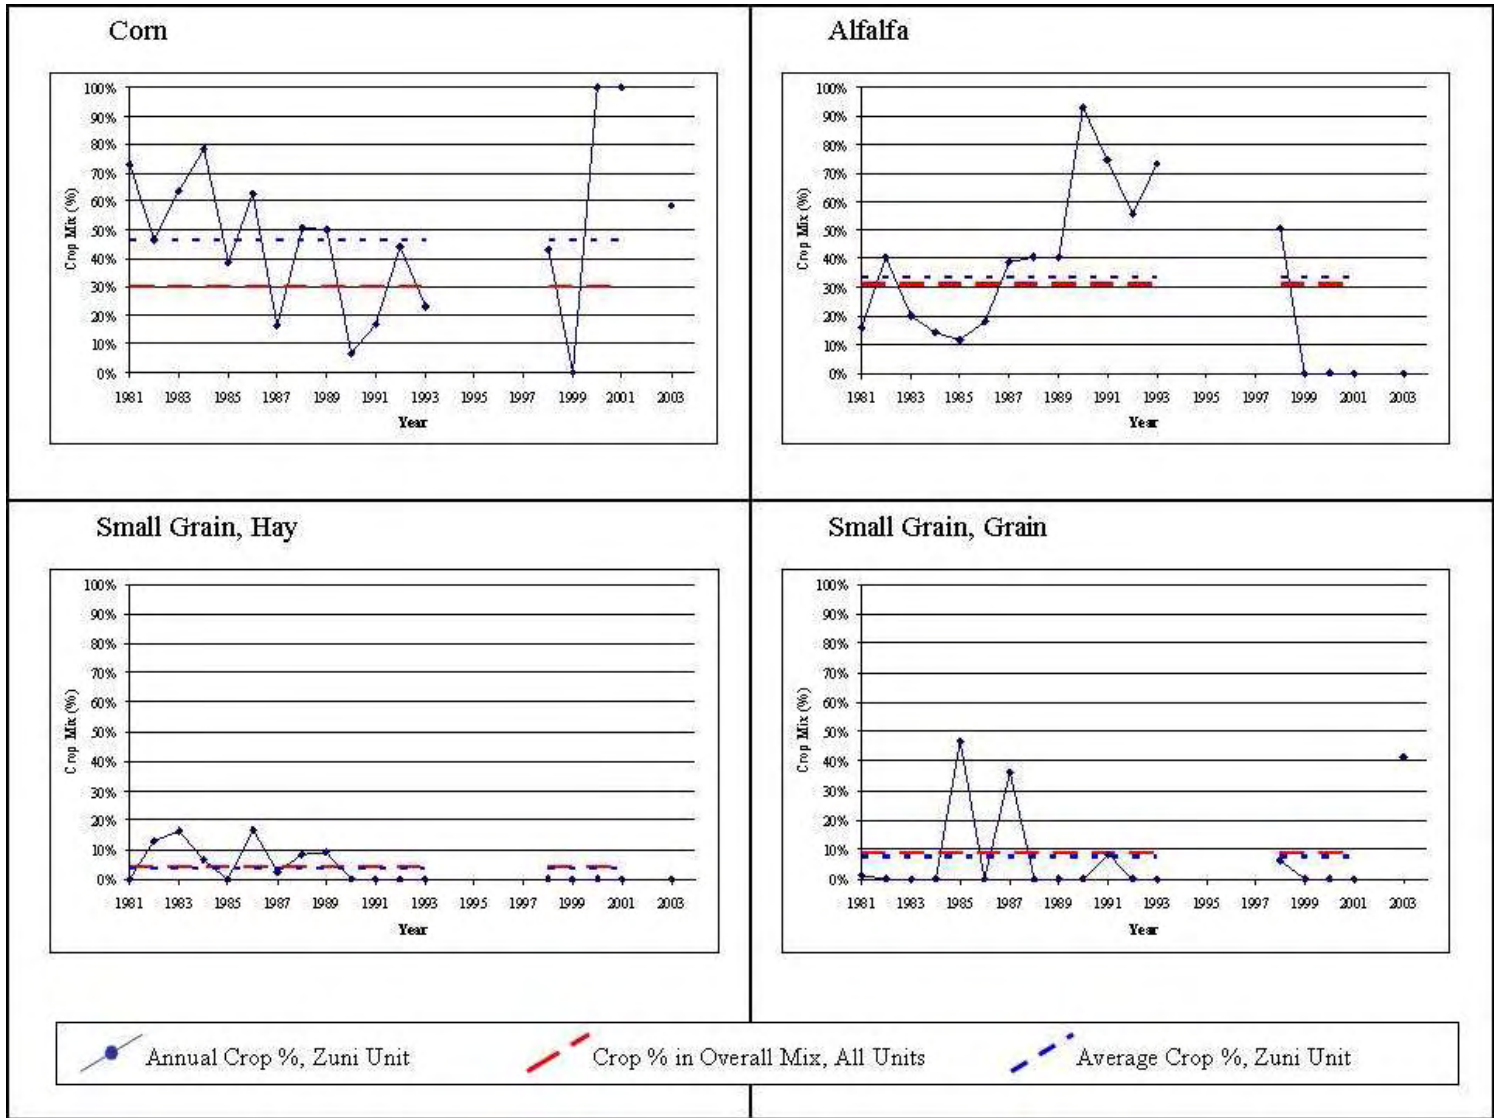 Corn
100%
90%
80%
70%
60%
50%
40%
30%
20%
10%
0%
Crop Mix (%)
1981 1983 1985 1987 1989 1991 1993 1995 1997 1999 2001 2003
Year
Alfalfa
100%
90%
80%
70%
60%
50%
40%
30%
20%
10%
0%
Crop Mix (%)
1981 1983 1985 1987 1989 1991 1993 1995 1997 1999 2001 2003
Year
Small Grain, Hay
100%
90%
80%
70%
60%
50%
40%
30%
20%
10%
0%
Crop Mix (%)
1981 1983 1985 1987 1989 1991 1993 1995 1997 1999 2001 2003
Year
Small Grain, Grain
100%
90%
80%
70%
60%
50%
40%
30%
20%
10%
0%
Crop Mix (%)
1981 1983 1985 1987 1989 1991 1993 1995 1997 1999 2001 2003
Year
Annual Crop %, Zuni Unit Crop % in Overall Mix, All Units Average Crop %, Zuni Unit